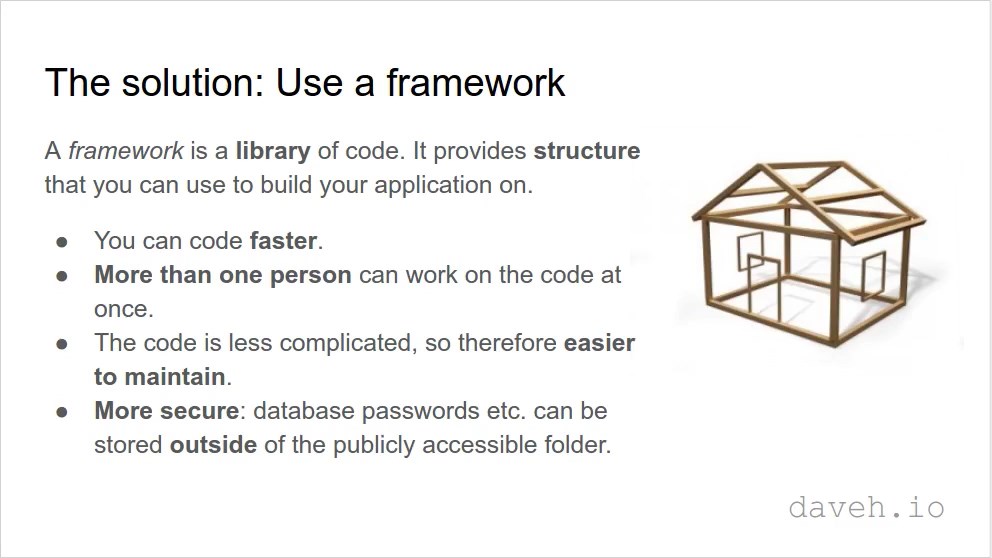 The solution: Use a framework
A framework is a library of code. It provides structure
that you can use to build your application on.
● You can code faster.
● More than one person can work on the code at
once.
● The code is less complicated, so therefore easier
to maintain.
● More secure: database passwords etc. can be
stored outside of the publicly accessible folder.
daveh.io